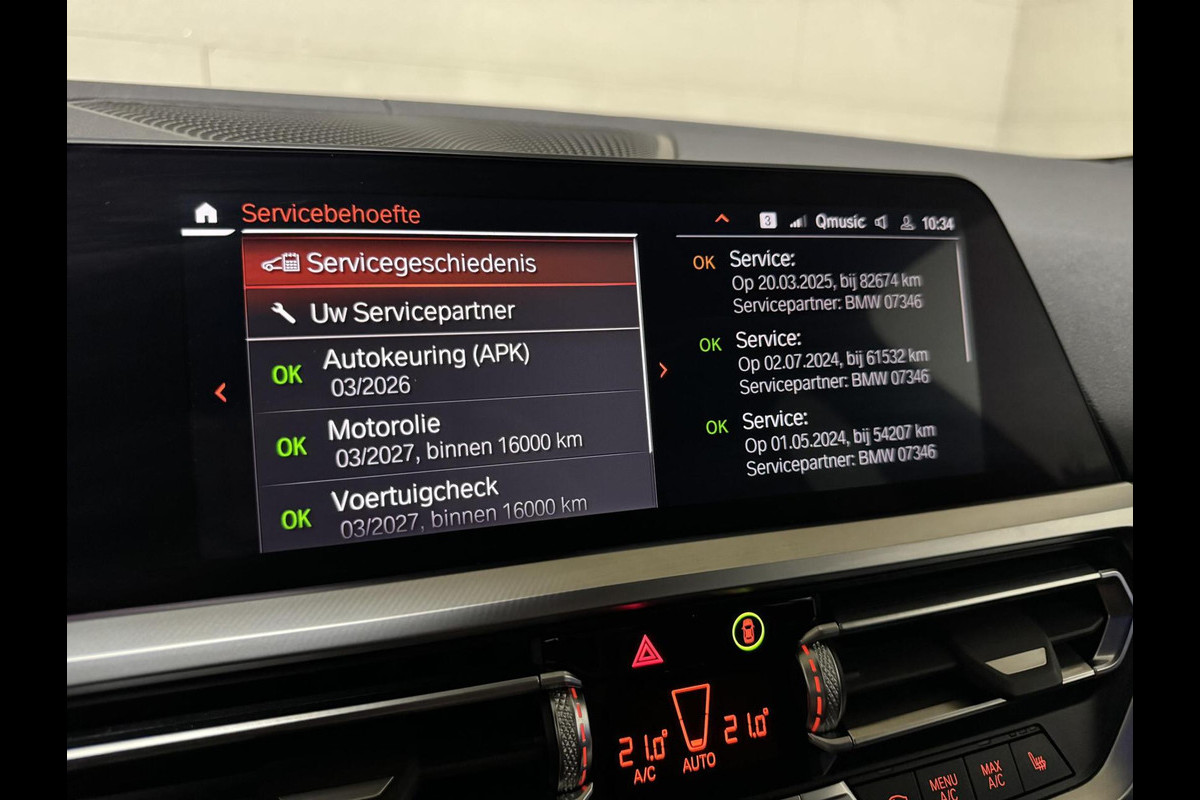 Servicebehoefte
3 Qmusic 10:34
Servicegeschiedenis
Uw Servicepartner
OK Autokeuring (APK)
03/2026
OK Motorolie
03/2027, binnen 16000 km
OK Voertuigcheck
03/2027, binnen 16000 km
OK Service:
Op 20.03.2025, bij 82674 km
Servicepartner: BMW 07346
OK Service:
Op 02.07.2024, bij 61532 km
Servicepartner: BMW 07346
OK Service:
Op 01.05.2024, bij 54207 km
Servicepartner: BMW 07346
21.0° 21.0°
A/C AUTO
MENU
A/C
MAX
A/C